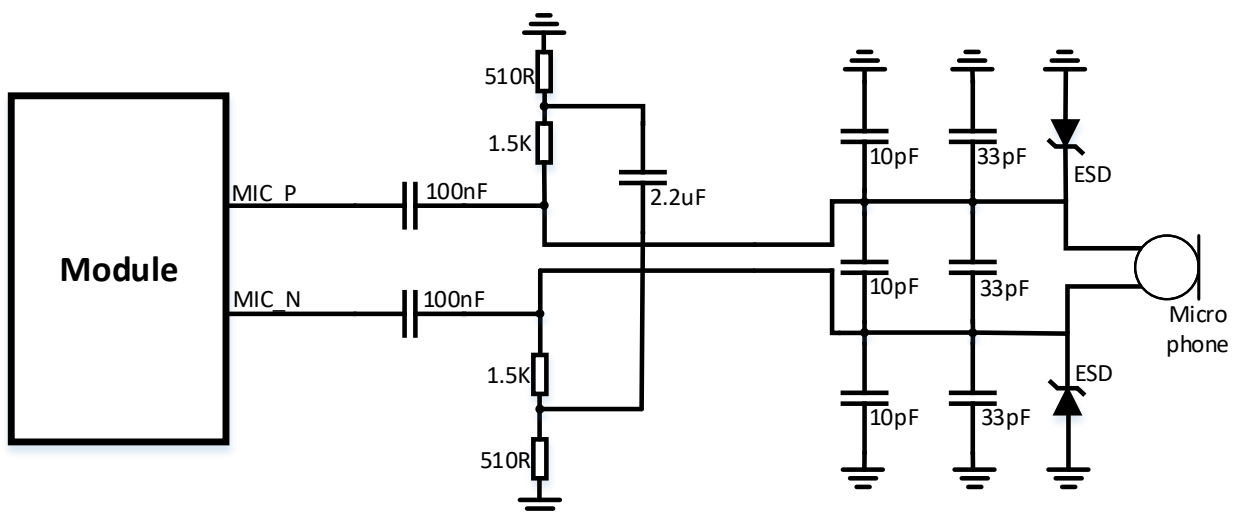 510R
1.5K
10pF
33pF
ESD
MIC_P
100nF
2.2uF
Module
10pF
33pF
MIC_N
100nF
Micro
phone
1.5K
ESD
10pF
33pF
510R